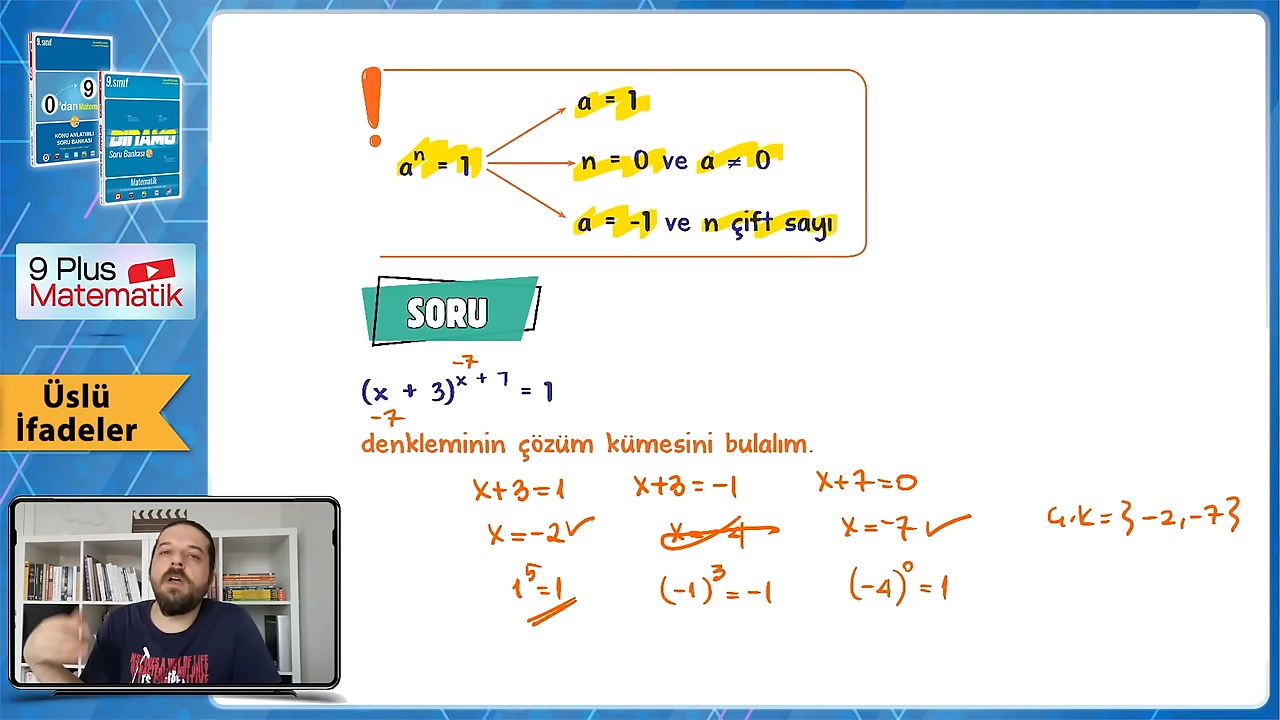 9.sınıf
0'dan 9
Matematik
KONU ANLATIMLI
SORU BANKASI
9.sınıf
DİNAMO
Soru Bankası
Matematik
9 Plus
Matematik
Üslü
İfadeler
a = 1
aⁿ = 1
n = 0 ve a ≠ 0
a = -1 ve n çift sayı
SORU
-7
(x + 3)^x + 7 = 1
-7
denkleminin çözüm kümesini bulalım.
x+3=1 x+3=-1 x+7=0
x=-2✓ x=-4 x=-7✓
Ç.K={-2,-7}
1⁵=1 (-1)³=-1 (-4)⁰=1